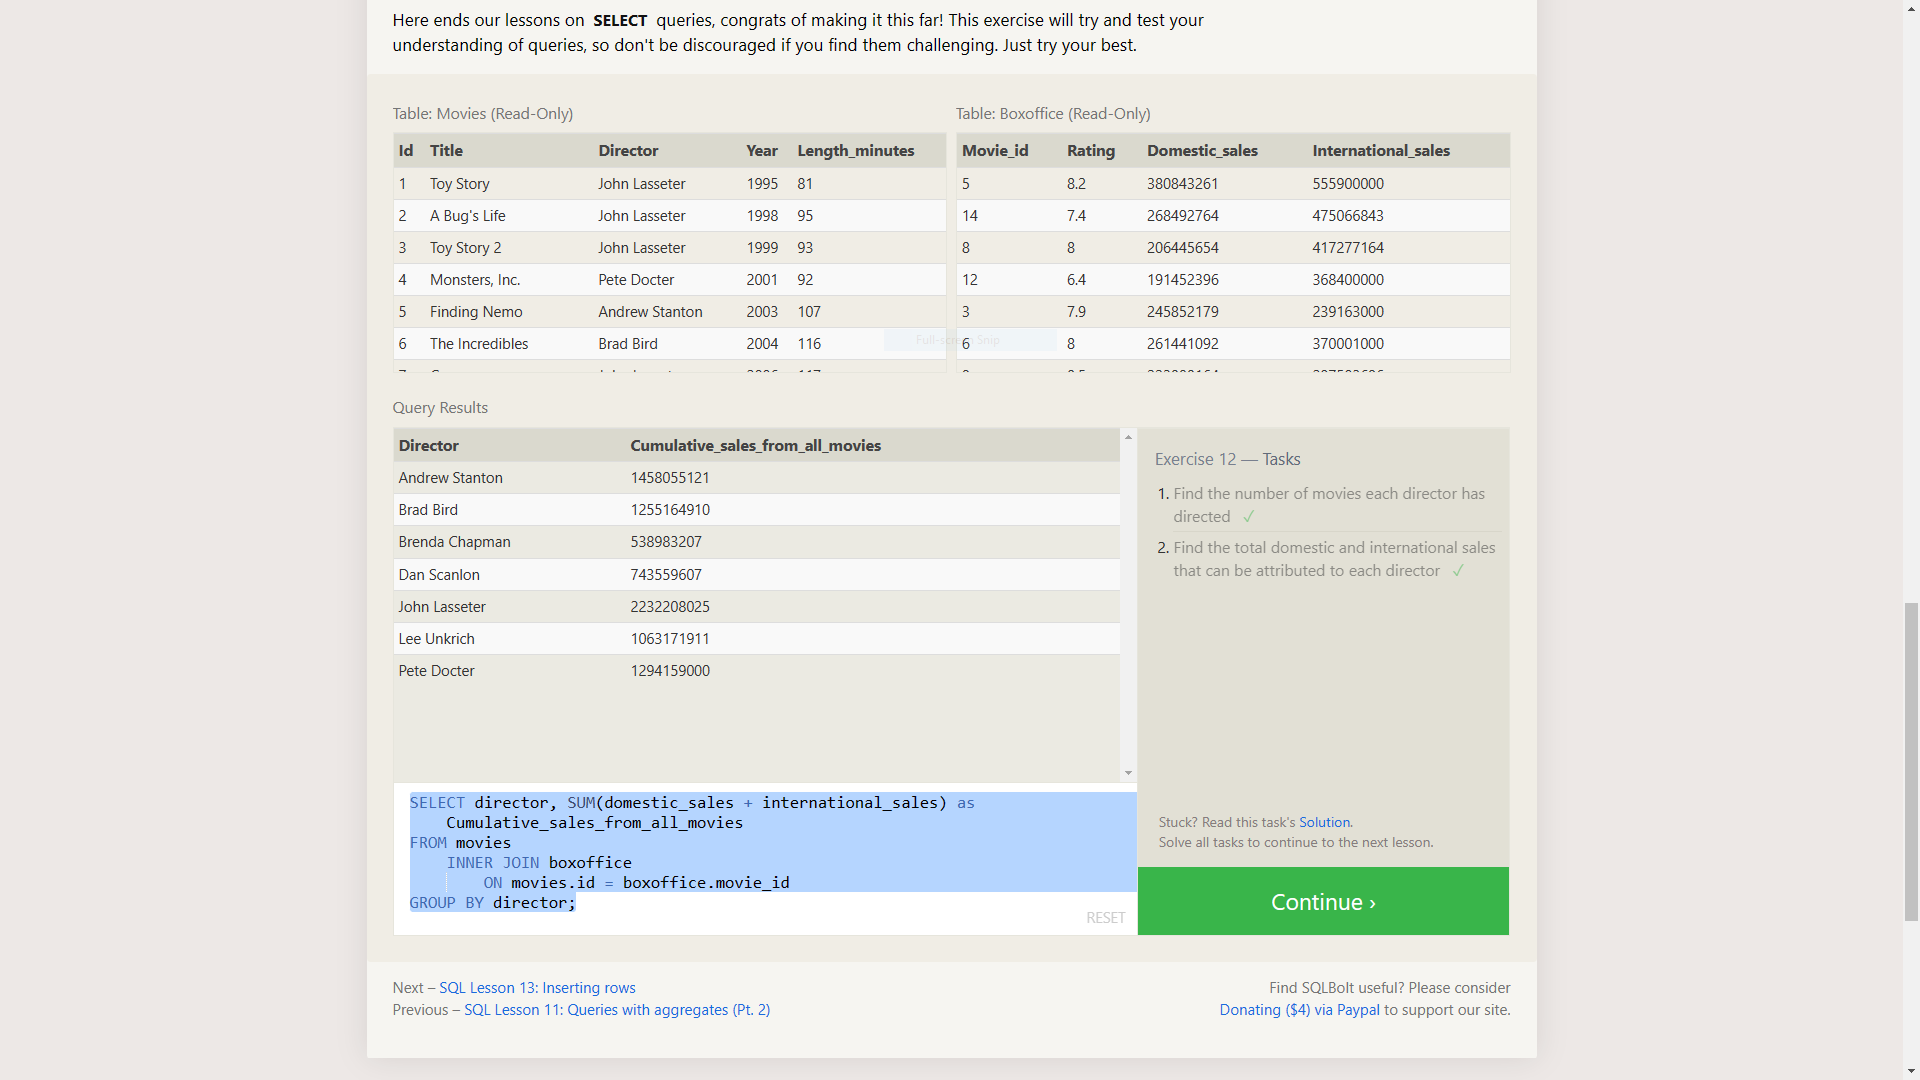 Here ends our lessons on SELECT queries, congrats of making it this far! This exercise will try and test your
understanding of queries, so don't be discouraged if you find them challenging. Just try your best.
Table: Movies (Read-Only)
Id Title Director Year Length_minutes
1 Toy Story John Lasseter 1995 81
2 A Bug's Life John Lasseter 1998 95
3 Toy Story 2 John Lasseter 1999 93
4 Monsters, Inc. Pete Docter 2001 92
5 Finding Nemo Andrew Stanton 2003 107
6 The Incredibles Brad Bird 2004 116
Table: Boxoffice (Read-Only)
Movie_id Rating Domestic_sales International_sales
5 8.2 380843261 555900000
14 7.4 268492764 475066843
8 8 206445654 417277164
12 6.4 191452396 368400000
3 7.9 245852179 239163000
6 8 261441092 370001000
Full-screen Snip
Query Results
Director Cumulative_sales_from_all_movies
Andrew Stanton 1458055121
Brad Bird 1255164910
Brenda Chapman 538983207
Dan Scanlon 743559607
John Lasseter 2232208025
Lee Unkrich 1063171911
Pete Docter 1294159000
Exercise 12 — Tasks
1. Find the number of movies each director has
directed ✓
2. Find the total domestic and international sales
that can be attributed to each director ✓
SELECT director, SUM(domestic_sales + international_sales) as
Cumulative_sales_from_all_movies
FROM movies
INNER JOIN boxoffice
ON movies.id = boxoffice.movie_id
GROUP BY director;
RESET
Stuck? Read this task's Solution.
Solve all tasks to continue to the next lesson.
Continue ›
Next – SQL Lesson 13: Inserting rows
Previous – SQL Lesson 11: Queries with aggregates (Pt. 2)
Find SQLBolt useful? Please consider
Donating ($4) via Paypal to support our site.